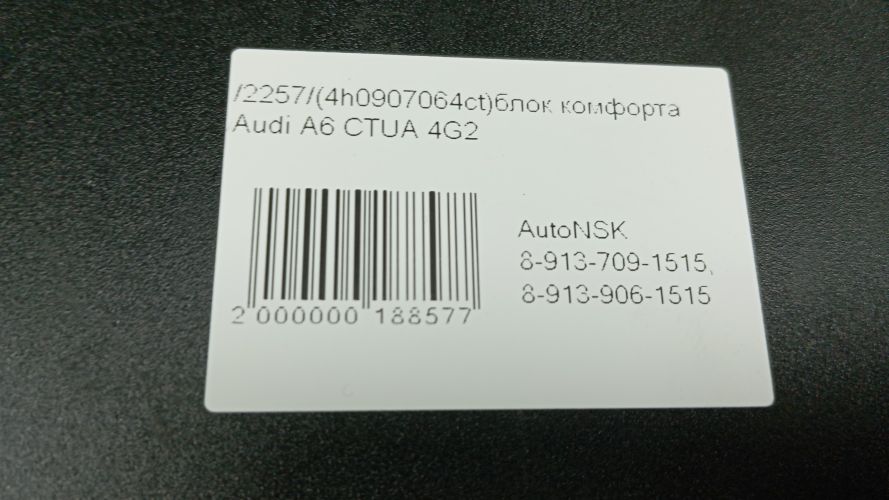 /2257/(4h0907064ct)блок комфорта
Audi A6 CTUA 4G2
AutoNSK
8-913-709-1515,
8-913-906-1515
2 000000 188577